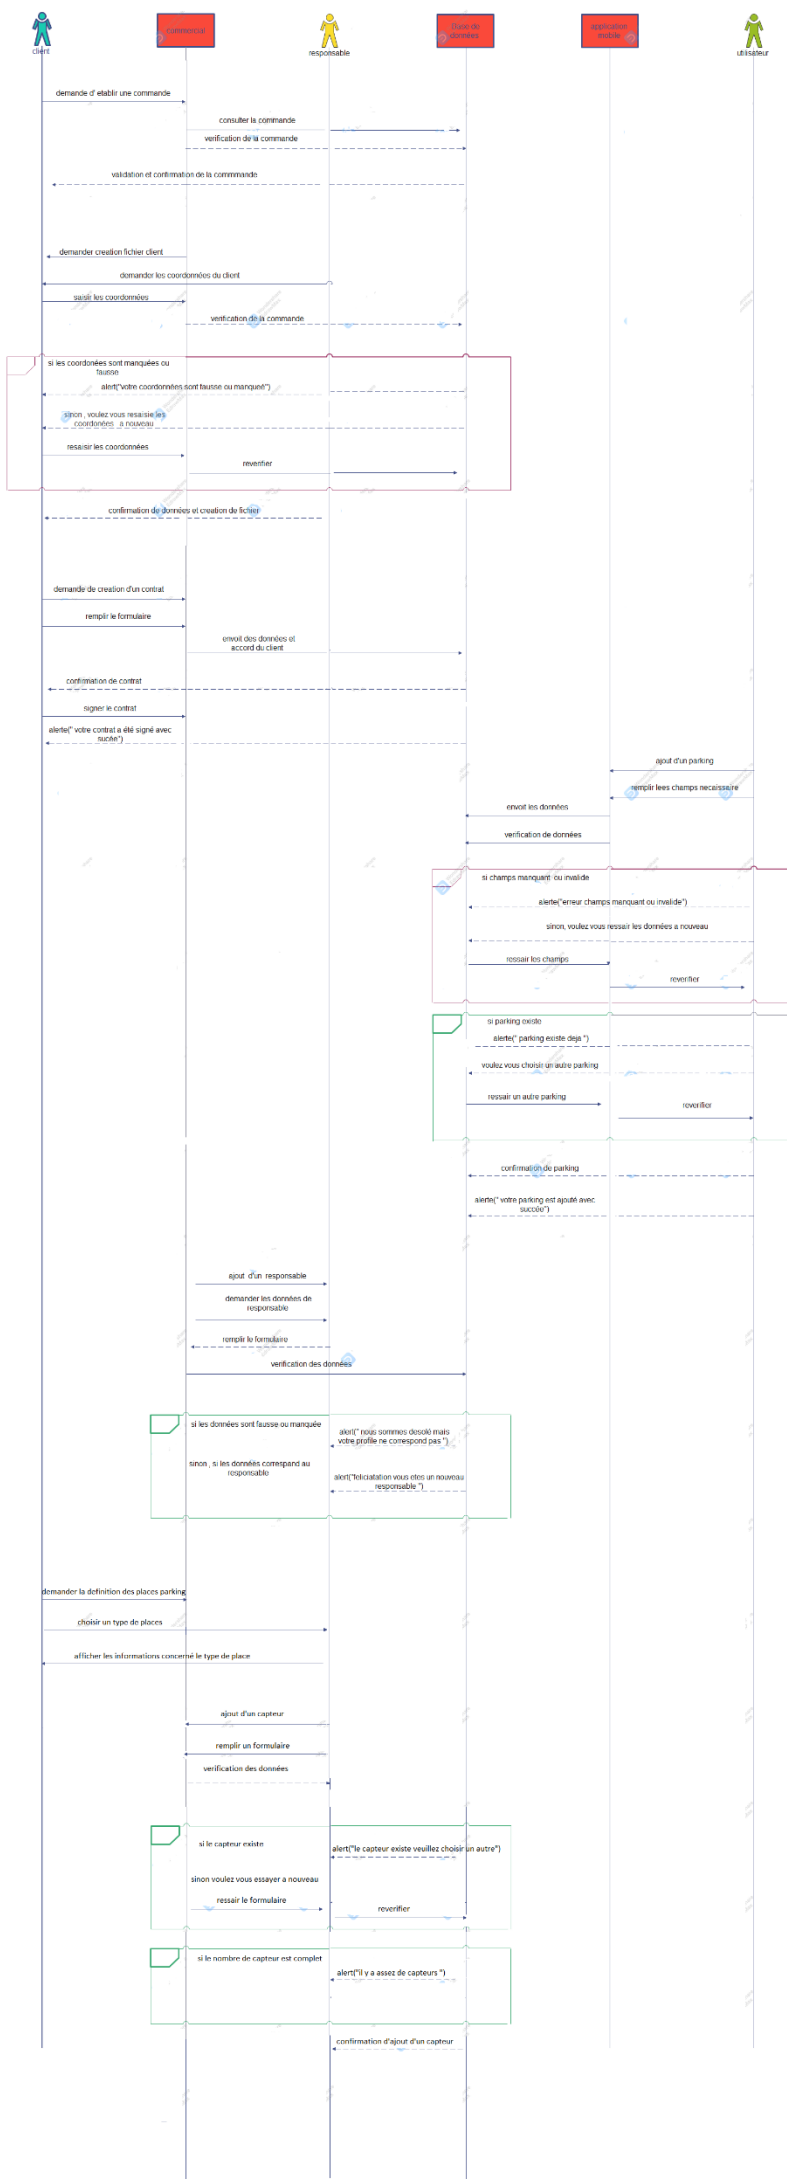 client
commercial
responsable
Base de
données
application
mobile
utilisateur
demande d' etablir une commande
consulter la commande
verification de la commande
validation et confirmation de la commmande
demander creation fichier client
demander les coordonnées du client
saisir les coordonnées
verification de la commande
si les coordonées sont manquées ou
fausse
alert("votre coordonnées sont fausse ou manqueé")
sinon , voulez vous resaisie les
coordonées a nouveau
resaisir les coordonnées
reverifier
confirmation de données et creation de fichier
demande de creation d'un contrat
remplir le formulaire
envoit des données et
accord du client
confirmation de contrat
signer le contrat
alerte(" votre contrat a été signé avec
sucée")
ajout d'un parking
remplir lees champs necaissaire
envoit les données
verification de données
si champs manquant ou invalide
alerte("erreur champs manquant ou invalide")
sinon, voulez vous ressair les données a nouveau
ressair les champs
reverifier
si parking existe
alerte(" parking existe deja ")
voulez vous choisir un autre parking
ressair un autre parking
reverifier
confirmation de parking
alerte(" votre parking est ajouté avec
succée")
ajout d'un responsable
demander les données de
responsable
remplir le formulaire
verification des données
si les données sont fausse ou manquée
alert(" nous sommes desolé mais
votre profile ne correspond pas ")
sinon , si les données correspand au
responsable
alert("feliciatation vous etes un nouveau
responsable ")
demander la definition des places parking
choisir un type de places
afficher les informations concerné le type de place
ajout d'un capteur
remplir un formulaire
verification des données
si le capteur existe
alert("le capteur existe veuillez choisir un autre")
sinon voulez vous essayer a nouveau
ressair le formulaire
reverifier
si le nombre de capteur est complet
alert("il y a assez de capteurs ")
confirmation d'ajout d'un capteur